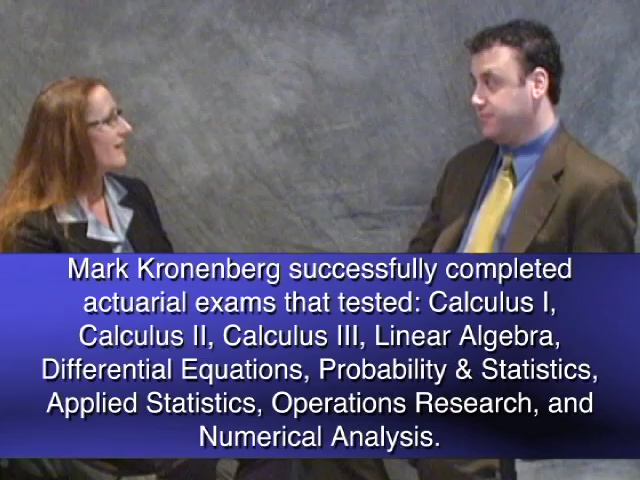 Mark Kronenberg successfully completed
actuarial exams that tested: Calculus I,
Calculus II, Calculus III, Linear Algebra,
Differential Equations, Probability & Statistics,
Applied Statistics, Operations Research, and
Numerical Analysis.